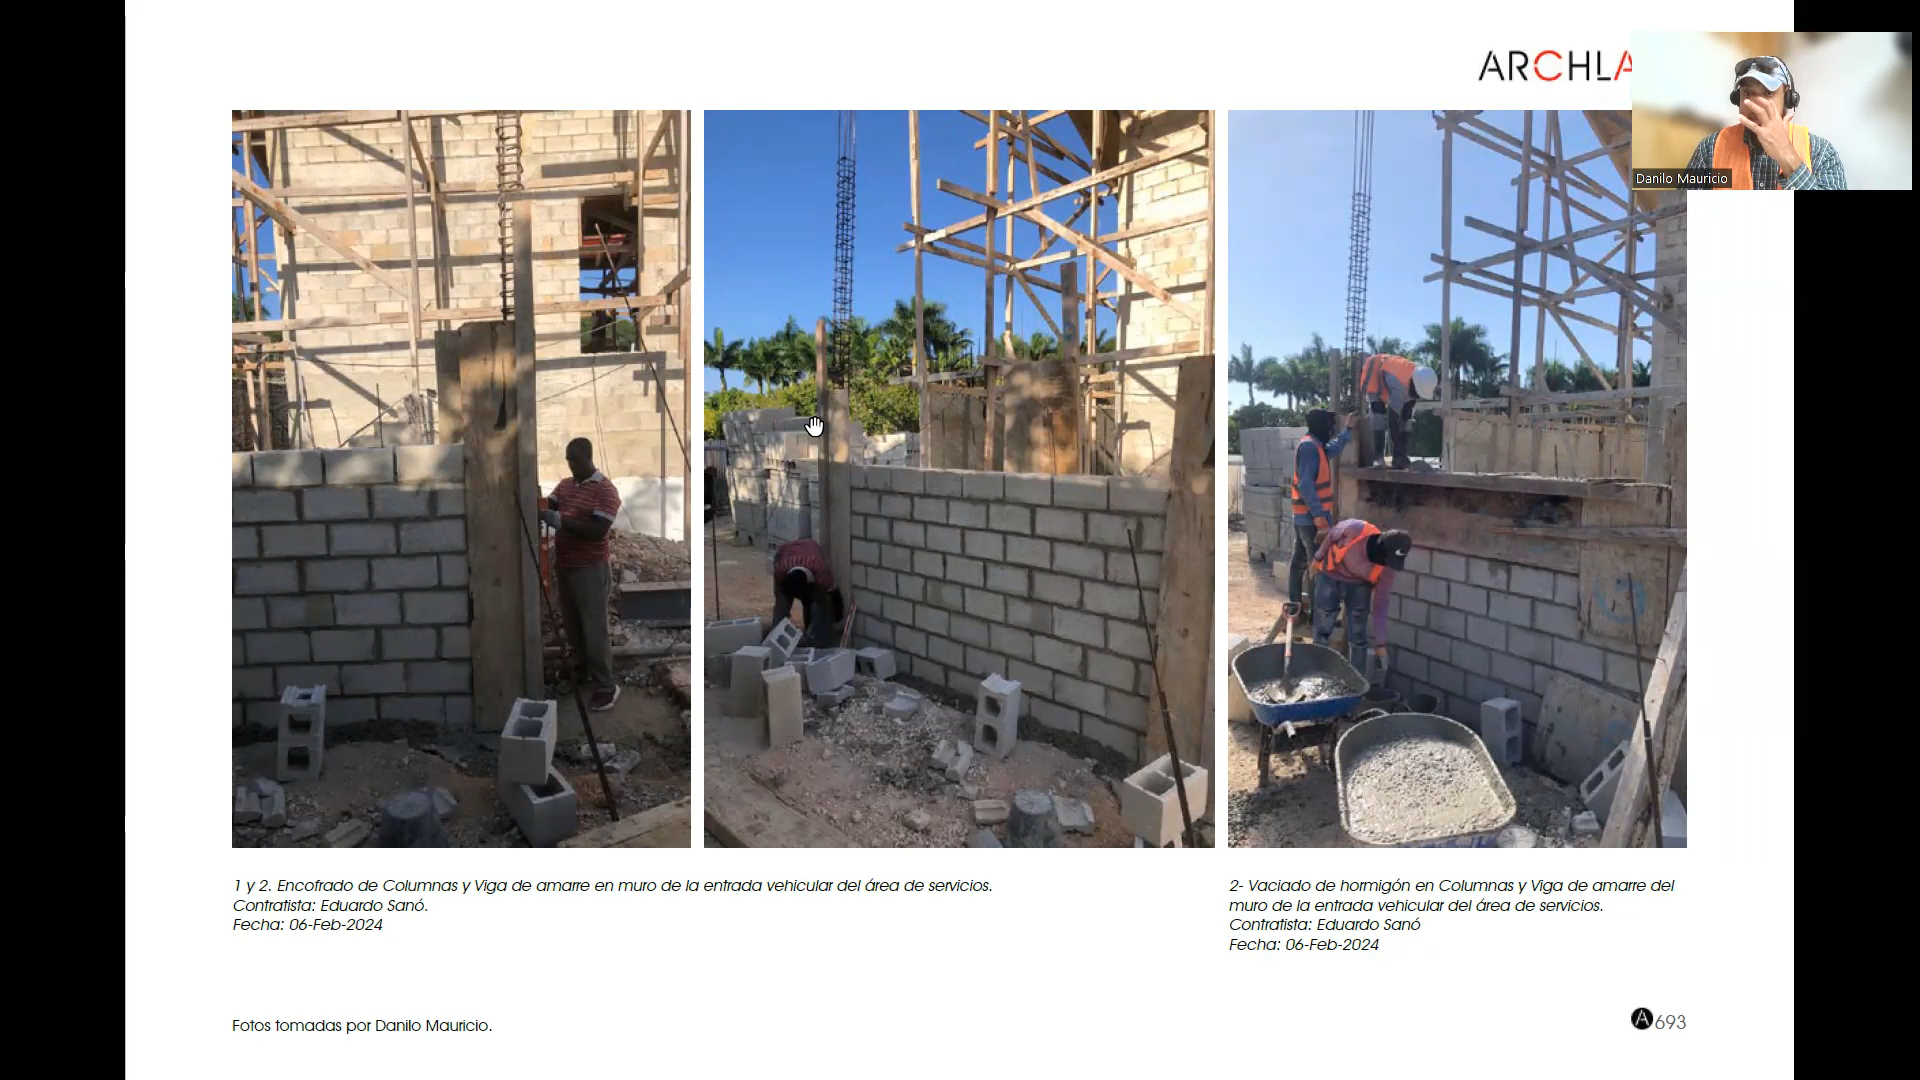 ARCHLA
Danilo Mauricio
1 y 2. Encofrado de Columnas y Viga de amarre en muro de la entrada vehicular del área de servicios.
Contratista: Eduardo Sanó.
Fecha: 06-Feb-2024
2- Vaciado de hormigón en Columnas y Viga de amarre del
muro de la entrada vehicular del área de servicios.
Contratista: Eduardo Sanó
Fecha: 06-Feb-2024
Fotos tomadas por Danilo Mauricio.
A 693